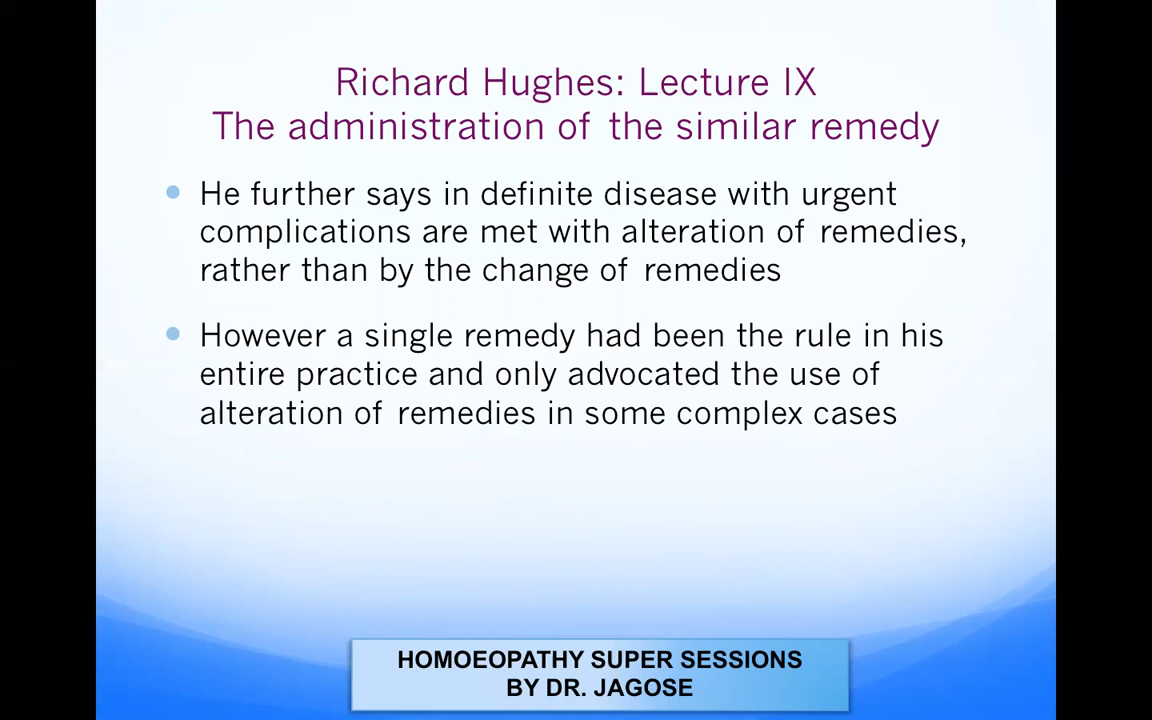 Richard Hughes: Lecture IX
The administration of the similar remedy
He further says in definite disease with urgent
complications are met with alteration of remedies,
rather than by the change of remedies
However a single remedy had been the rule in his
entire practice and only advocated the use of
alteration of remedies in some complex cases
HOMOEOPATHY SUPER SESSIONS
BY DR. JAGOSE